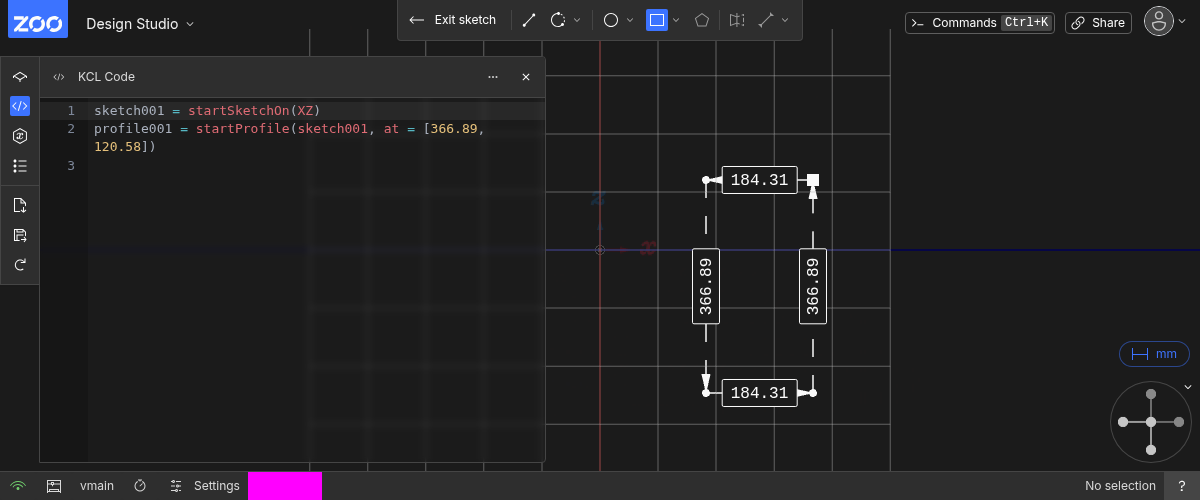 ZOO
Design Studio
Exit sketch
Commands Ctrl+K
Share
KCL Code
1 sketch001 = startSketchOn(XZ)
2 profile001 = startProfile(sketch001, at = [366.89,
120.58])
3
184.31
z
x
366.89
366.89
184.31
mm
vmain
Settings
No selection
?